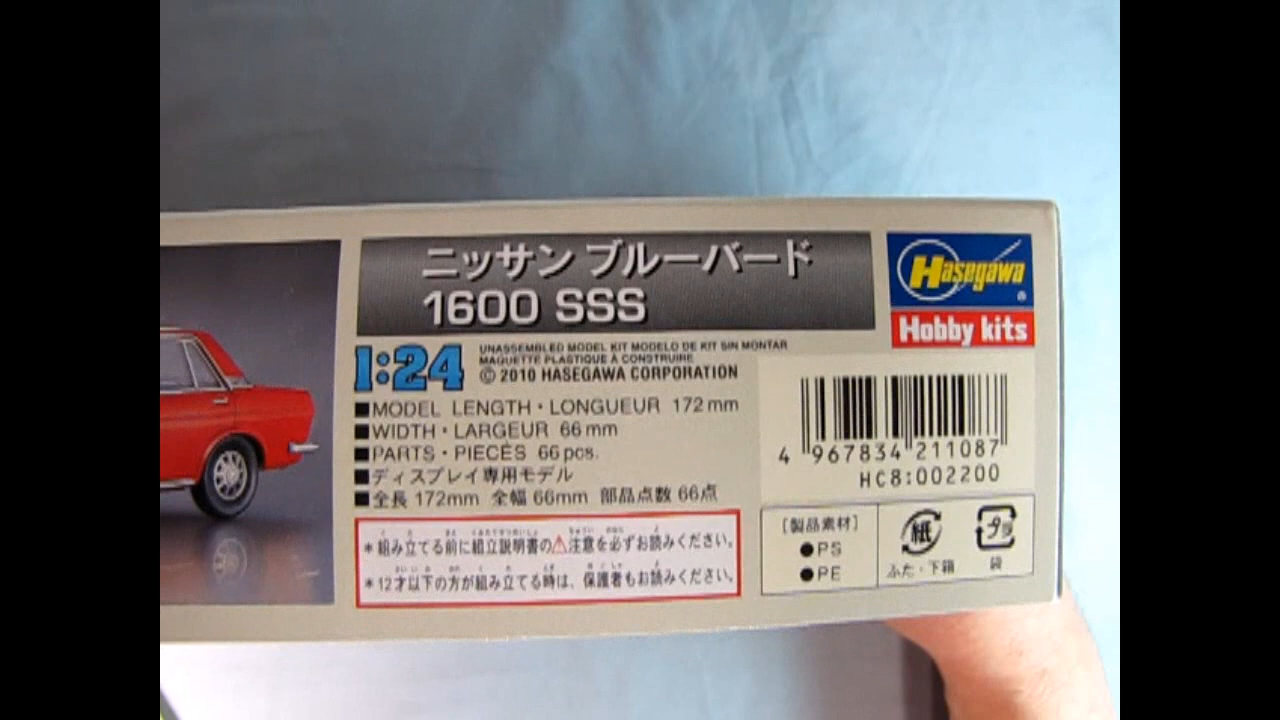 ニッサン ブルーバード
1600 SSS
Hasegawa
Hobby kits
1:24
UNASSEMBLED MODEL KIT MODELO DE KIT SIN MONTAR
MAQUETTE PLASTIQUE À CONSTRUIRE
© 2010 HASEGAWA CORPORATION
■MODEL LENGTH・LONGUEUR 172mm
■WIDTH・LARGEUR 66mm
■PARTS・PIECÈS 66pcs.
■ディスプレイ専用モデル
■全長 172mm 全幅 66mm 部品点数 66点
*組み立てる前に組立説明書の⚠注意を必ずお読みください。
*12才以下の方が組み立てる時は、保護者もお読みください。
4 967834 211087
HC8:002200
[製品素材]
●PS
●PE
紙
ふた・下箱
プラ
袋